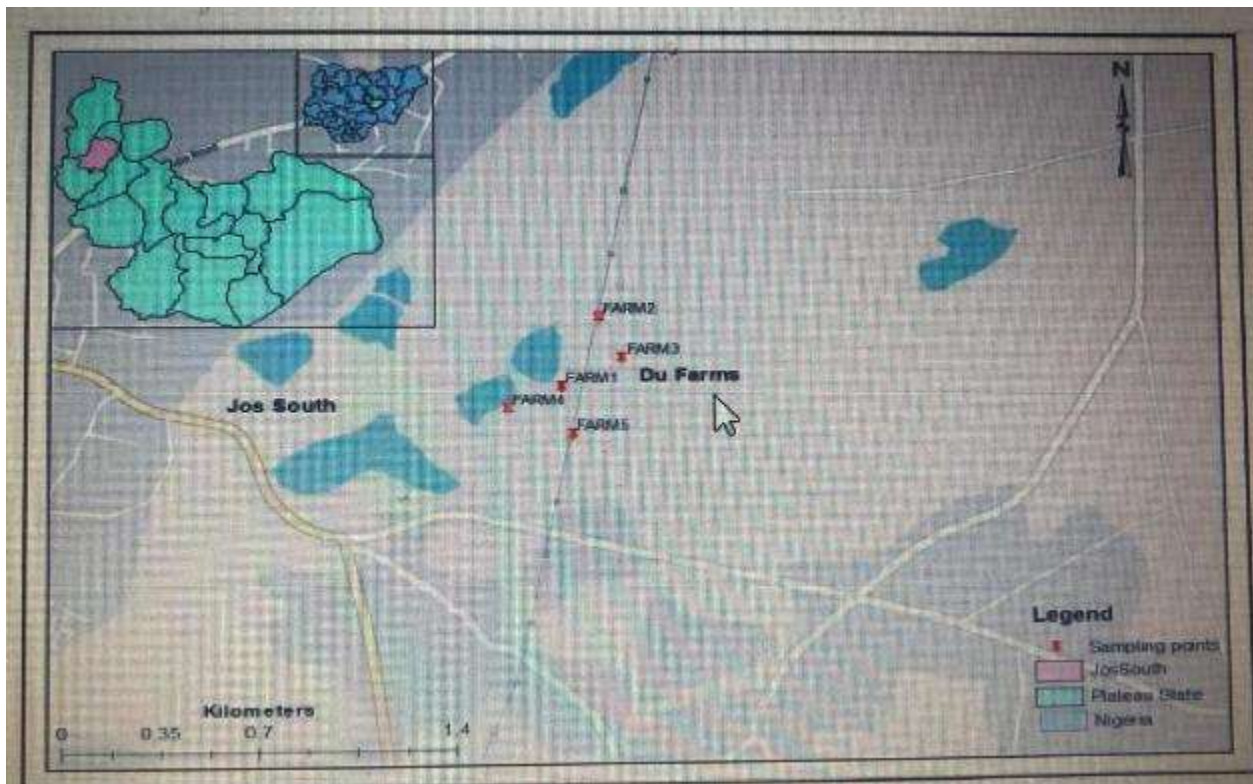 N
FARM2
FARM3
Du Farms
FARM1
FARM4
Jos South
FARM5
Legend
Sampling points
JosSouth
Plateau State
Nigeria
Kilometers
0 0.35 0.7 1.4